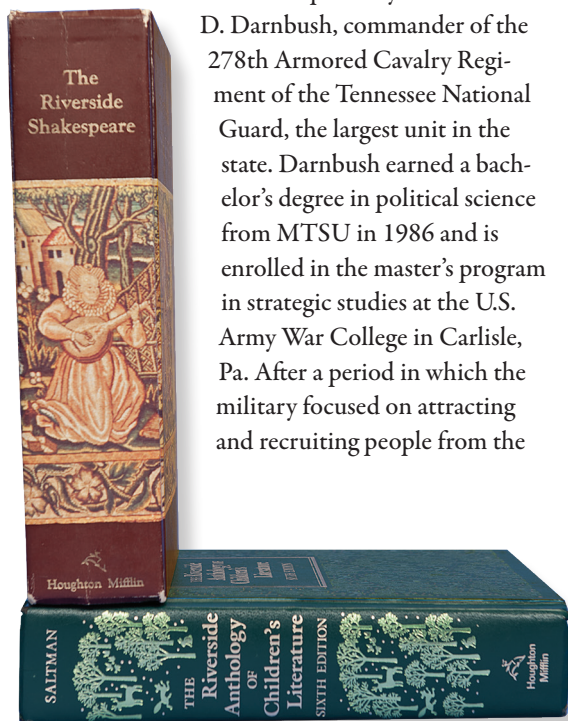 D. Darnbush, commander of the
278th Armored Cavalry Regi-
ment of the Tennessee National
Guard, the largest unit in the
state. Darnbush earned a bach-
elor’s degree in political science
from MTSU in 1986 and is
enrolled in the master’s program
in strategic studies at the U.S.
Army War College in Carlisle,
Pa. After a period in which the
military focused on attracting
and recruiting people from the
The
Riverside
Shakespeare
Houghton Mifflin
SALTMAN
THE
Riverside
Anthology
OF
Children’s
Literature
SIXTH EDITION
Houghton
Mifflin